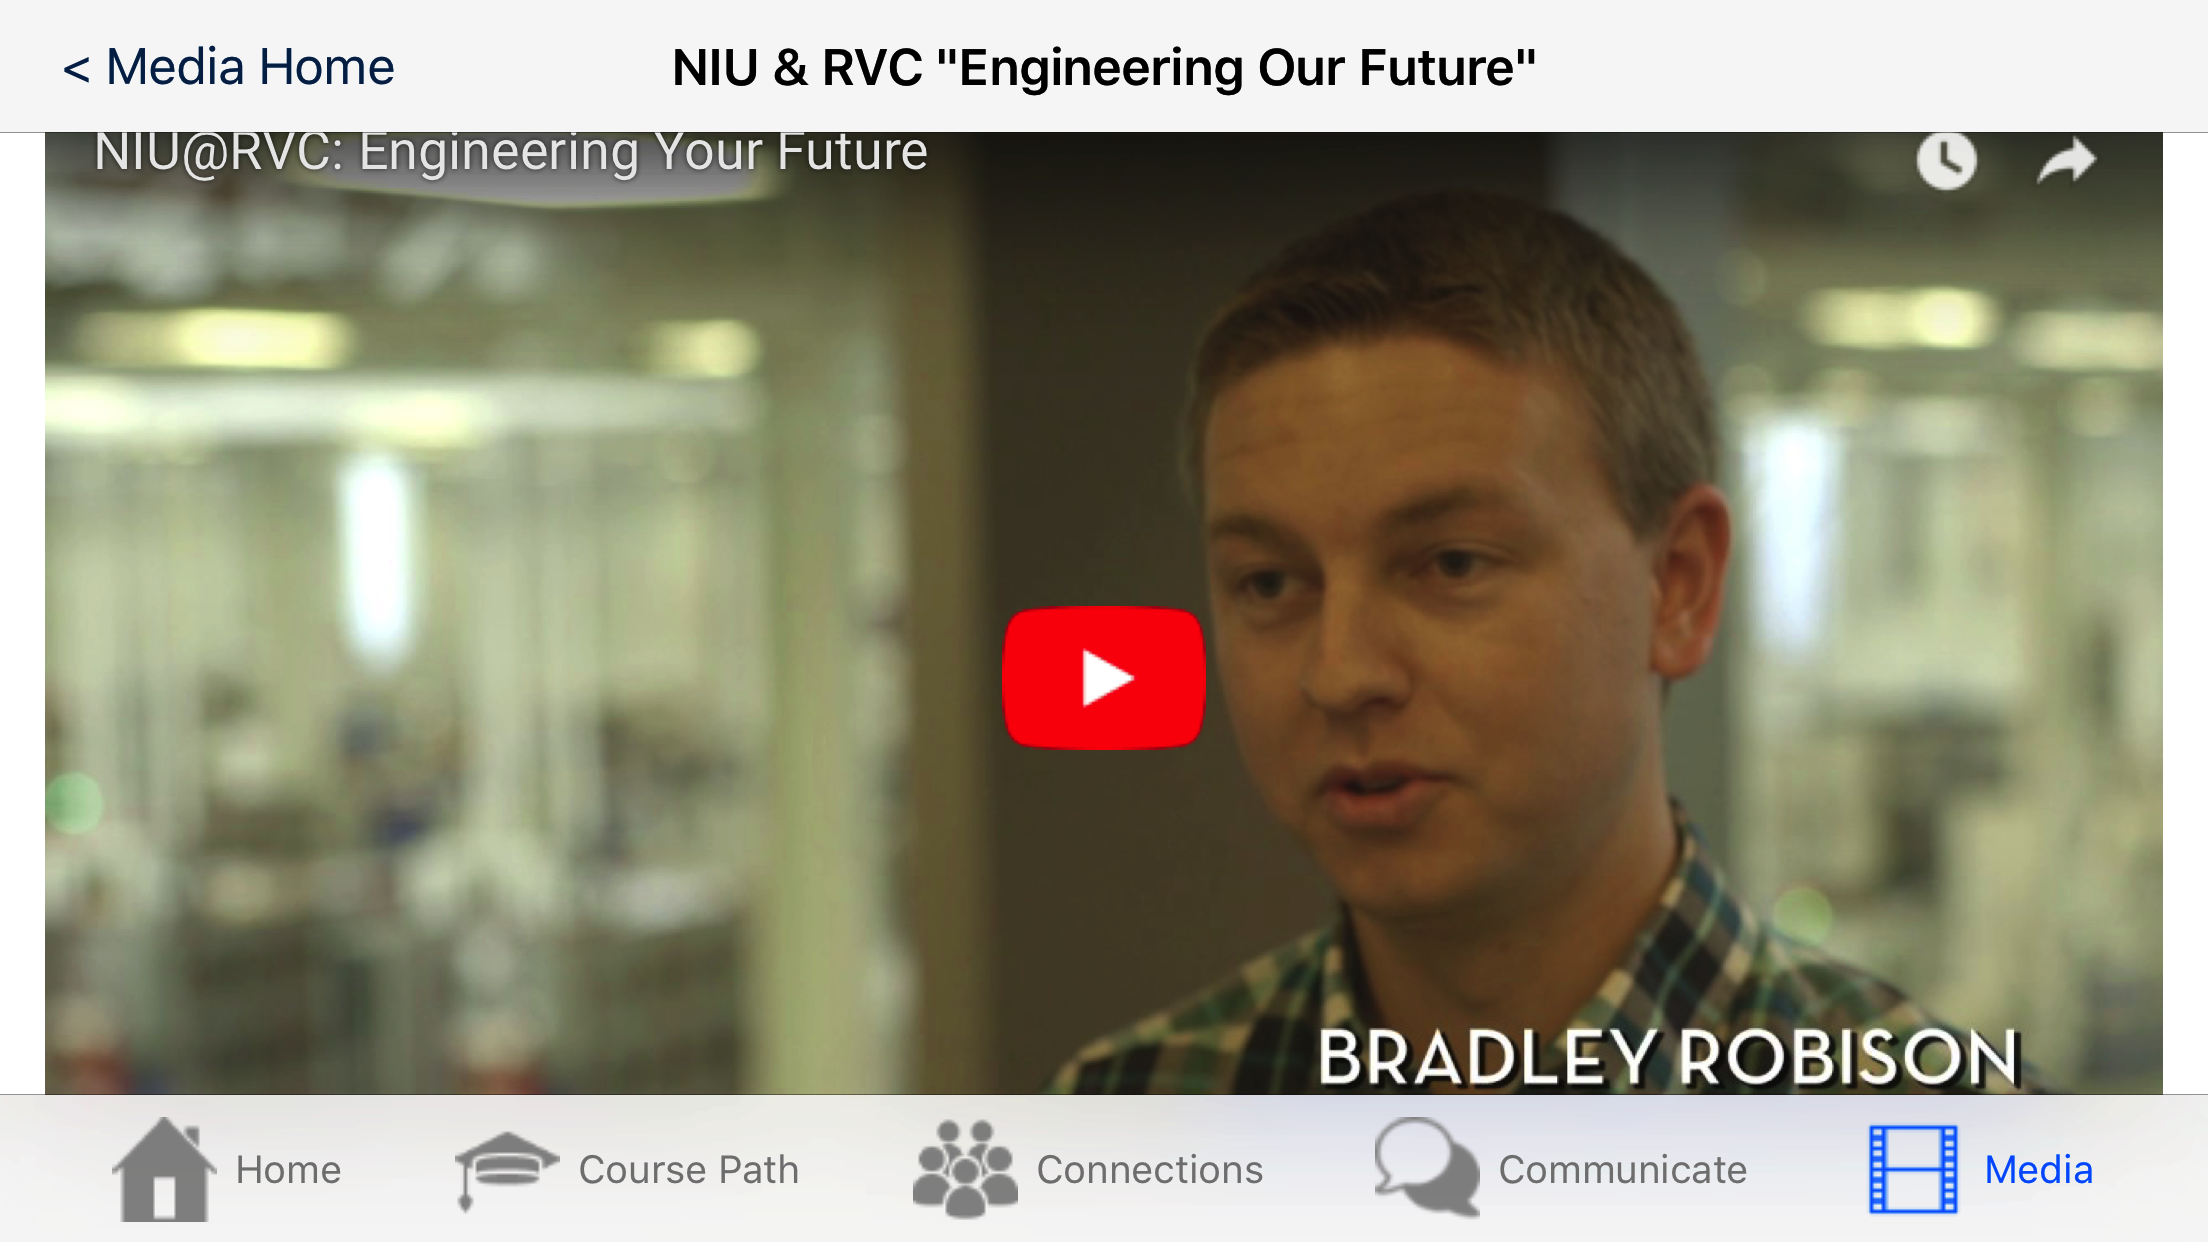 < Media Home
NIU & RVC "Engineering Our Future"
NIU@RVC: Engineering Your Future
BRADLEY ROBISON
Home
Course Path
Connections
Communicate
Media